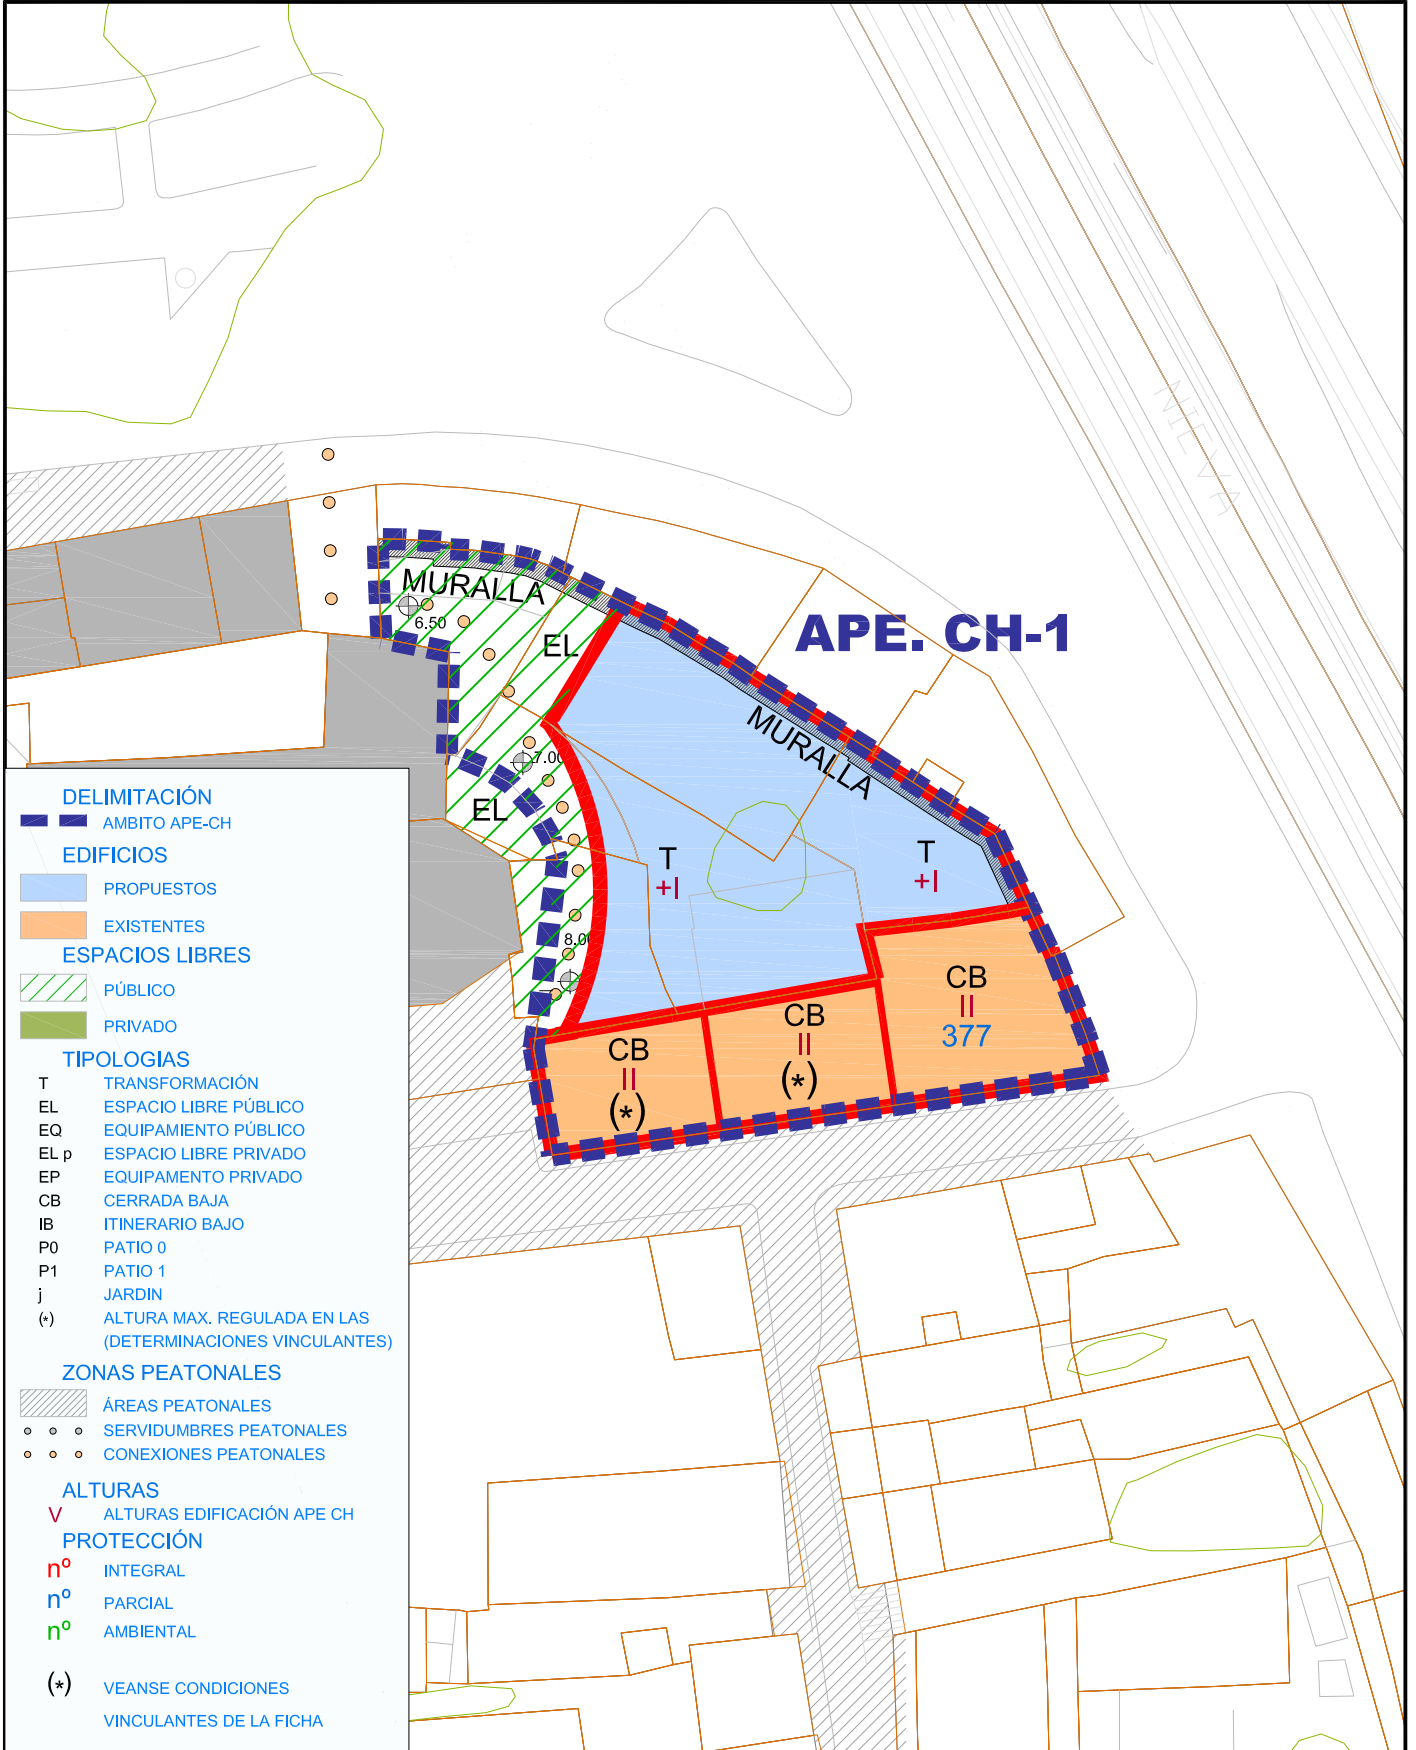 NIEVA
MURALLA
6.50
EL
APE. CH-1
MURALLA
7.00
EL
T
+I
T
+I
8.00
CB
II
377
CB
II
(*)
CB
II
(*)
DELIMITACIÓN
AMBITO APE-CH
EDIFICIOS
PROPUESTOS
EXISTENTES
ESPACIOS LIBRES
PÚBLICO
PRIVADO
TIPOLOGIAS
T TRANSFORMACIÓN
EL ESPACIO LIBRE PÚBLICO
EQ EQUIPAMIENTO PÚBLICO
EL p ESPACIO LIBRE PRIVADO
EP EQUIPAMENTO PRIVADO
CB CERRADA BAJA
IB ITINERARIO BAJO
P0 PATIO 0
P1 PATIO 1
j JARDIN
(*) ALTURA MAX. REGULADA EN LAS
(DETERMINACIONES VINCULANTES)
ZONAS PEATONALES
ÁREAS PEATONALES
SERVIDUMBRES PEATONALES
CONEXIONES PEATONALES
ALTURAS
V ALTURAS EDIFICACIÓN APE CH
PROTECCIÓN
nº INTEGRAL
nº PARCIAL
nº AMBIENTAL
(*) VEANSE CONDICIONES
VINCULANTES DE LA FICHA